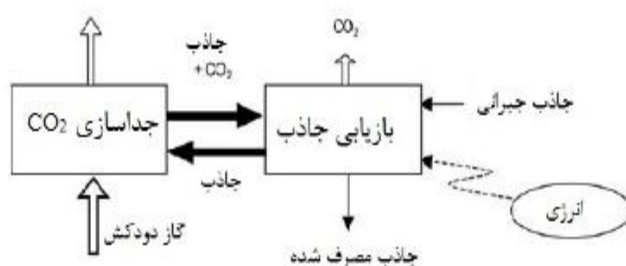 CO₂
جاذب
+CO₂
جداسازی CO₂
بازیابی جاذب
جاذب جبرانی
جاذب
انرژی
گاز دودکش
جاذب مصرف شده